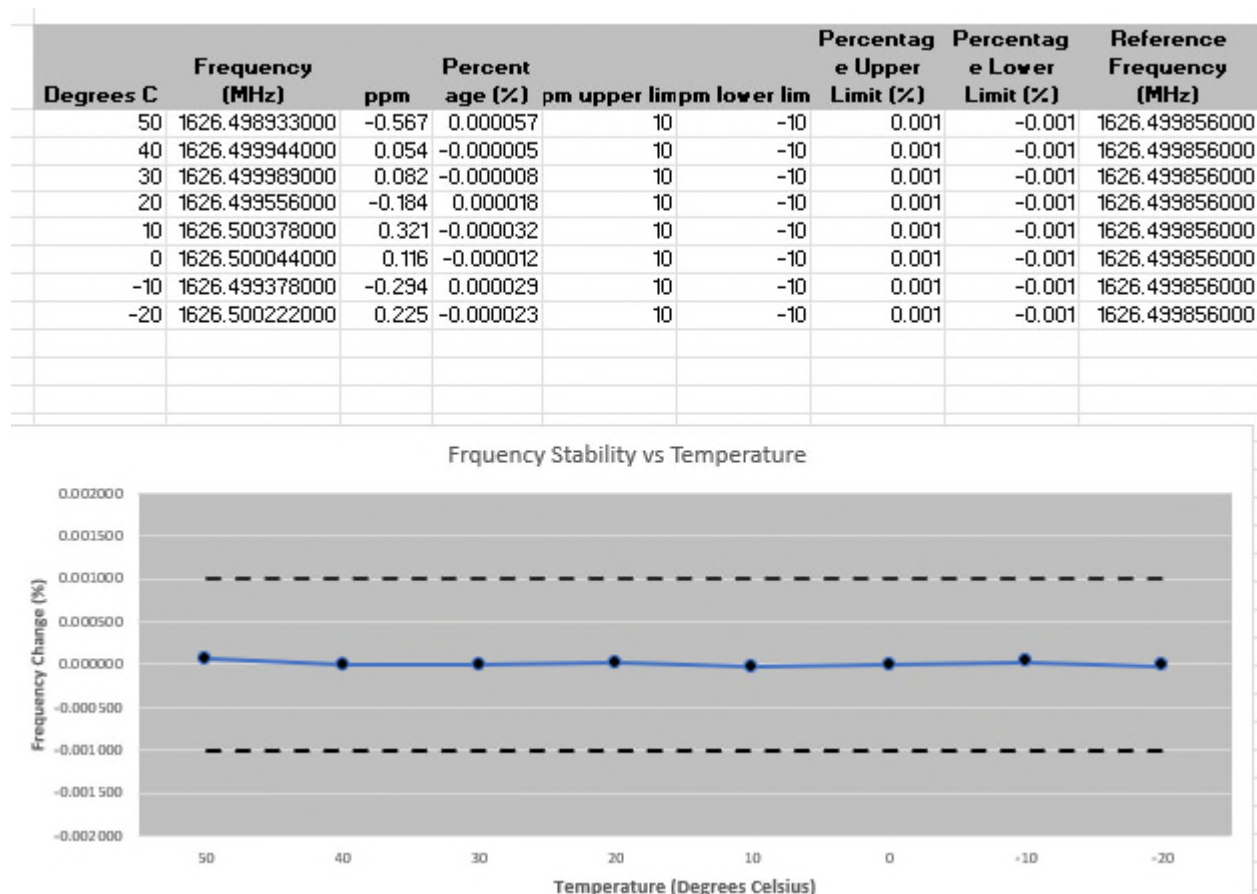 Degrees C Frequency (MHz) ppm Percent age (%) pm upper lim pm lower lim Percentag e Upper Limit (%) Percentag e Lower Limit (%) Reference Frequency (MHz)
50 1626.498933000 -0.567 0.000057 10 -10 0.001 -0.001 1626.499856000
40 1626.499944000 0.054 -0.000005 10 -10 0.001 -0.001 1626.499856000
30 1626.499989000 0.082 -0.000008 10 -10 0.001 -0.001 1626.499856000
20 1626.499556000 -0.184 0.000018 10 -10 0.001 -0.001 1626.499856000
10 1626.500378000 0.321 -0.000032 10 -10 0.001 -0.001 1626.499856000
0 1626.500044000 0.116 -0.000012 10 -10 0.001 -0.001 1626.499856000
-10 1626.499378000 -0.294 0.000029 10 -10 0.001 -0.001 1626.499856000
-20 1626.500222000 0.225 -0.000023 10 -10 0.001 -0.001 1626.499856000
Frquency Stability vs Temperature
Frequency Change (%)
0.002000
0.001500
0.001000
0.000500
0.000000
-0.000500
-0.001000
-0.001500
-0.002000
50 40 30 20 10 0 -10 -20
Temperature (Degrees Celsius)